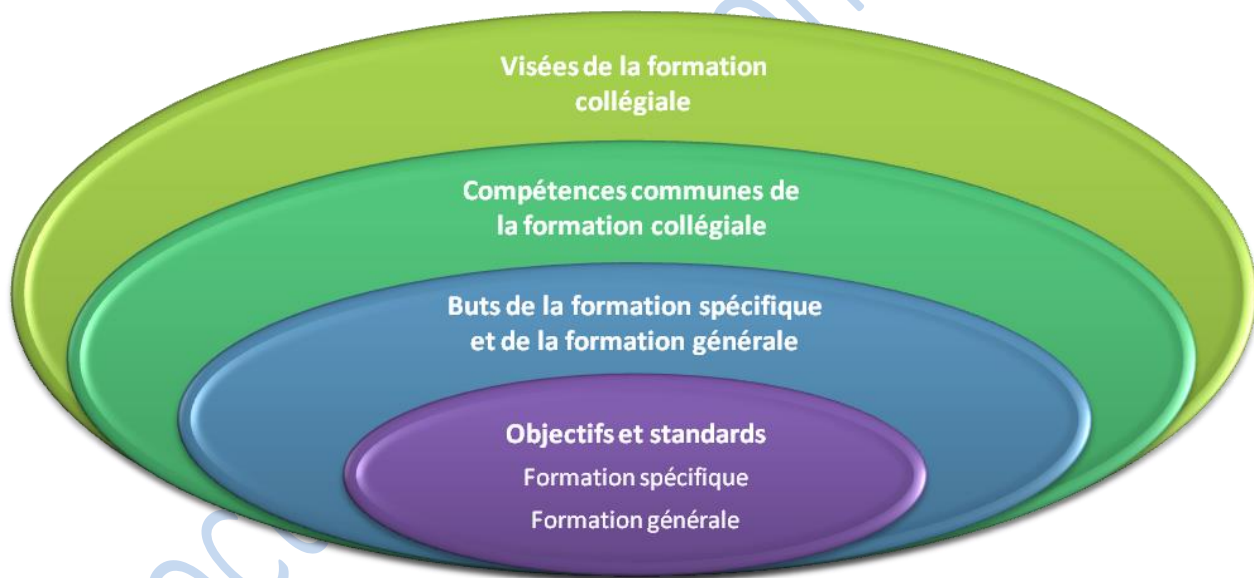 Visées de la formation
collégiale
Compétences communes de
la formation collégiale
Buts de la formation spécifique
et de la formation générale
Objectifs et standards
Formation spécifique
Formation générale